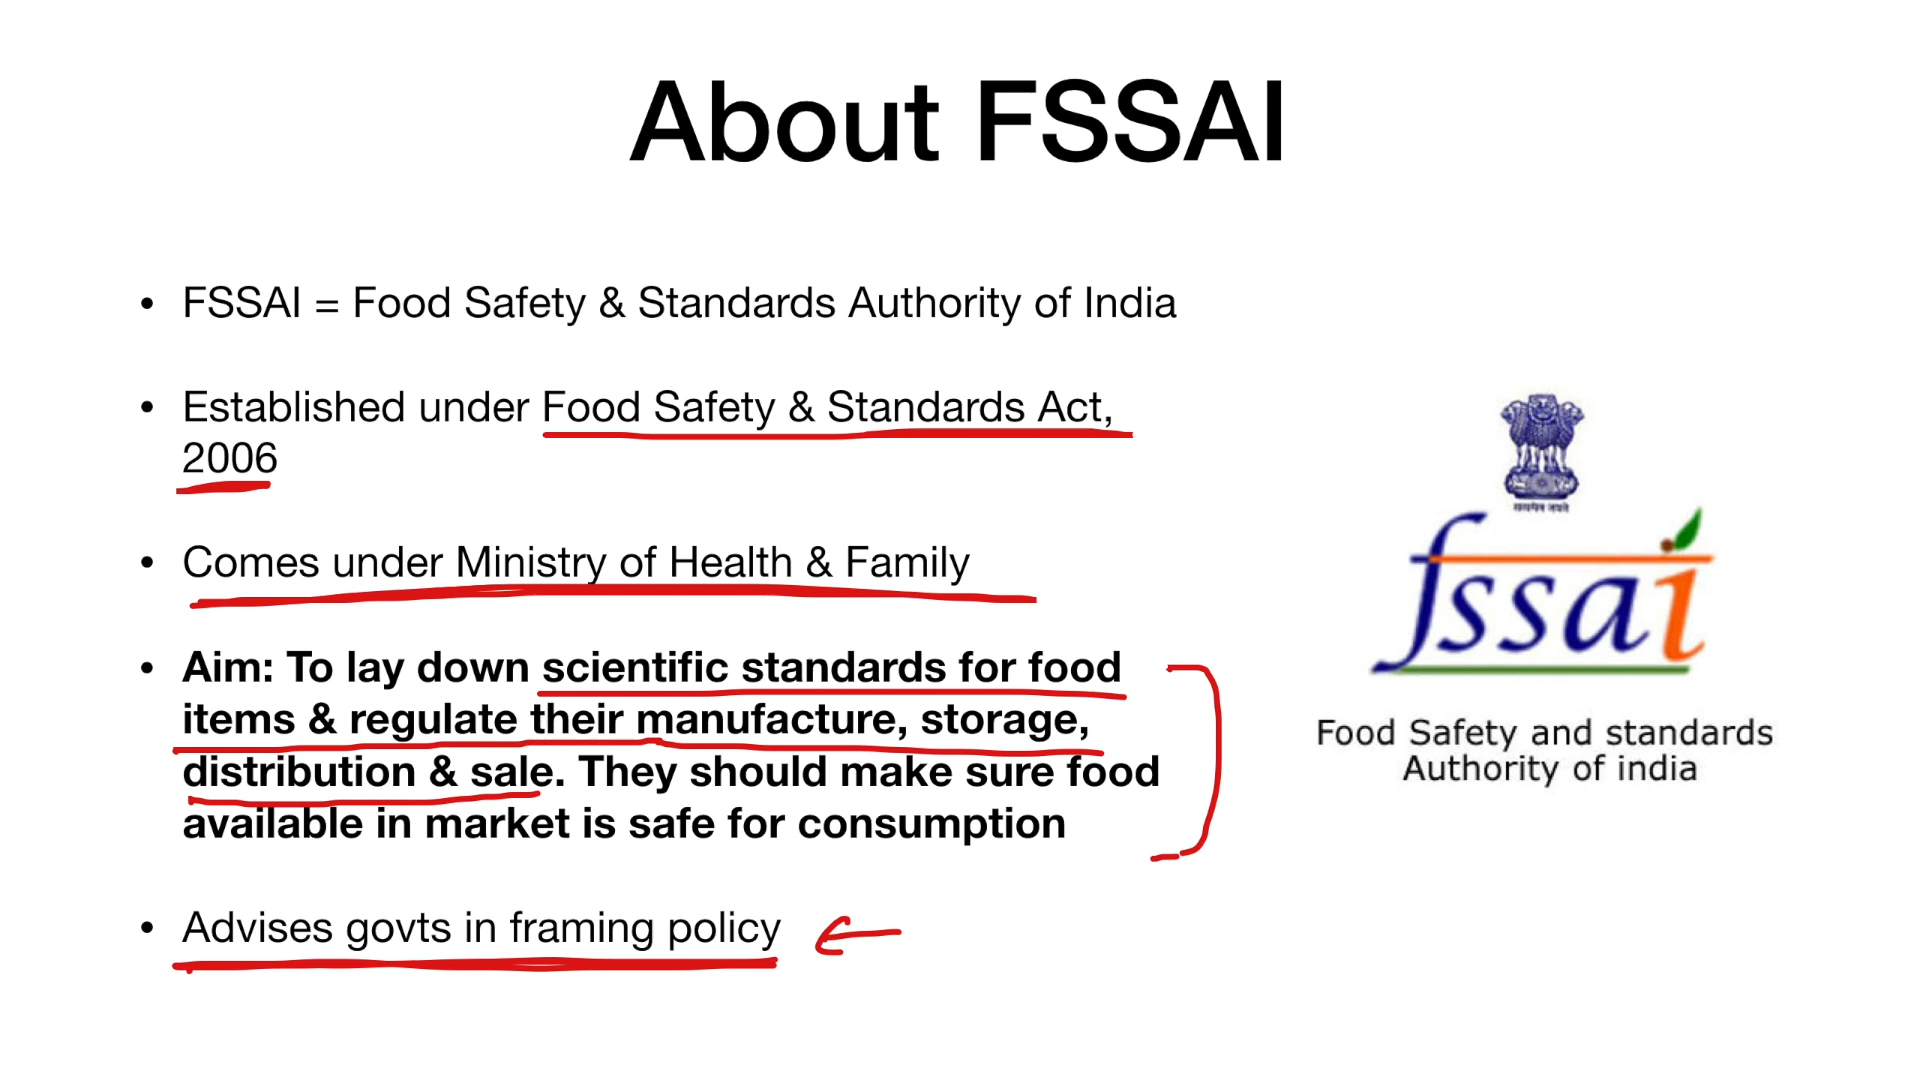 About FSSAI
• FSSAI = Food Safety & Standards Authority of India
• Established under Food Safety & Standards Act,
2006
• Comes under Ministry of Health & Family
• Aim: To lay down scientific standards for food
items & regulate their manufacture, storage,
distribution & sale. They should make sure food
available in market is safe for consumption
• Advises govts in framing policy
fssai
Food Safety and standards
Authority of india